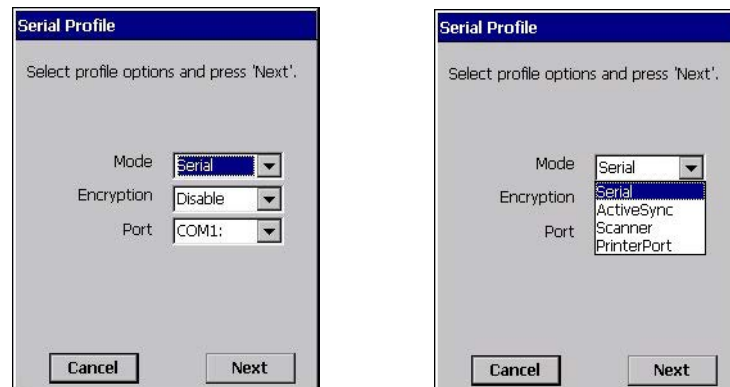 Serial Profile
Select profile options and press 'Next'.
Mode Serial
Encryption Disable
Port COM1:
Cancel Next
Serial Profile
Select profile options and press 'Next'.
Mode Serial
Serial
Encryption
ActiveSync
Scanner
Port
PrinterPort
Cancel Next